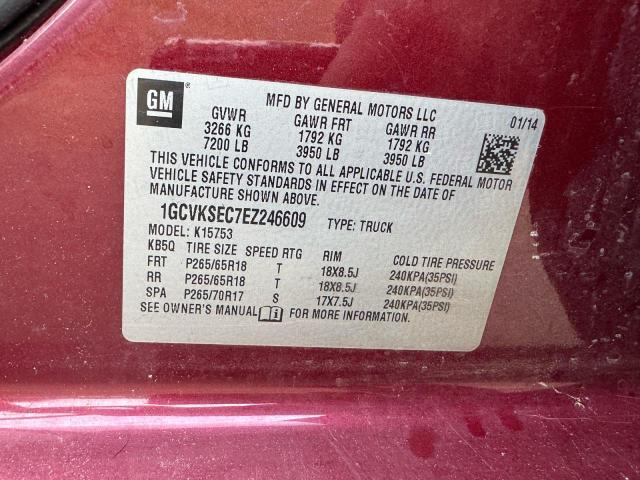 GM ®
MFD BY GENERAL MOTORS LLC
GVWR GAWR FRT GAWR RR 01/14
3266 KG 1792 KG 1792 KG
7200 LB 3950 LB 3950 LB
THIS VEHICLE CONFORMS TO ALL APPLICABLE U.S. FEDERAL MOTOR
VEHICLE SAFETY STANDARDS IN EFFECT ON THE DATE OF
MANUFACTURE SHOWN ABOVE.
1GCVKSEC7EZ246609 TYPE: TRUCK
MODEL: K15753
KB5Q TIRE SIZE SPEED RTG RIM COLD TIRE PRESSURE
FRT P265/65R18 T 18X8.5J 240KPA(35PSI)
RR P265/65R18 T 18X8.5J 240KPA(35PSI)
SPA P265/70R17 S 17X7.5J 240KPA(35PSI)
SEE OWNER'S MANUAL i FOR MORE INFORMATION.